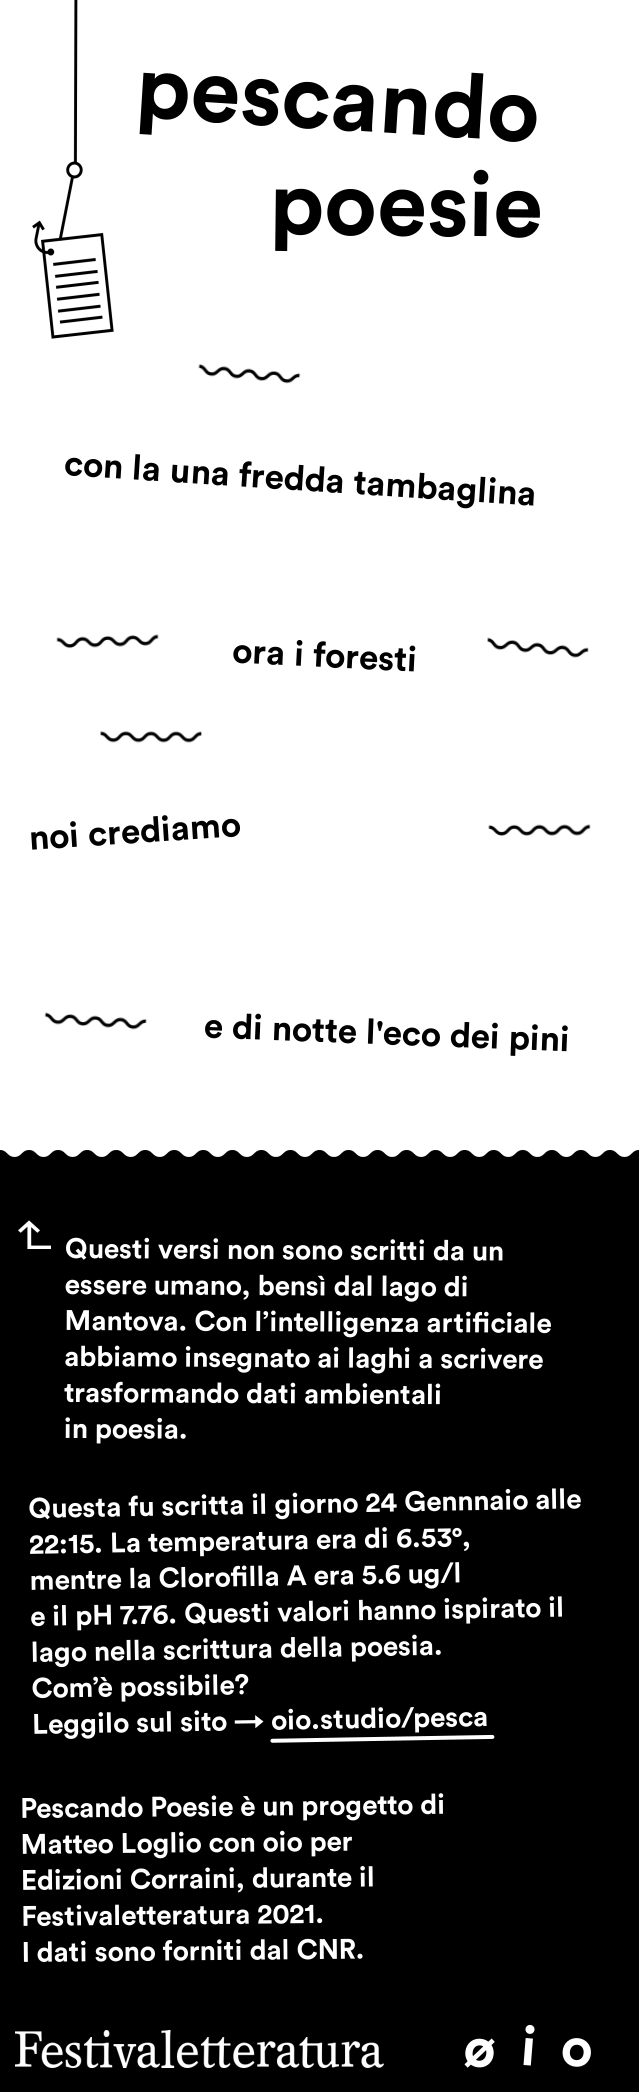 pescando
poesie
con la una fredda tambaglina
ora i foresti
noi crediamo
e di notte l'eco dei pini
Questi versi non sono scritti da un
essere umano, bensì dal lago di
Mantova. Con l’intelligenza artificiale
abbiamo insegnato ai laghi a scrivere
trasformando dati ambientali
in poesia.
Questa fu scritta il giorno 24 Gennnaio alle
22:15. La temperatura era di 6.53°,
mentre la Clorofilla A era 5.6 ug/l
e il pH 7.76. Questi valori hanno ispirato il
lago nella scrittura della poesia.
Com’è possibile?
Leggilo sul sito → oio.studio/pesca
Pescando Poesie è un progetto di
Matteo Loglio con oio per
Edizioni Corraini, durante il
Festivaletteratura 2021.
I dati sono forniti dal CNR.
Festivaletteratura ø i o